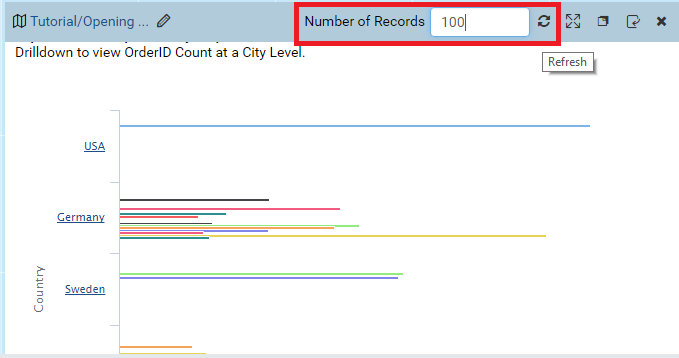 Tutorial/Opening ...
Number of Records 100
Drilldown to view OrderID Count at a City Level.
Refresh
USA
Germany
Sweden
Country